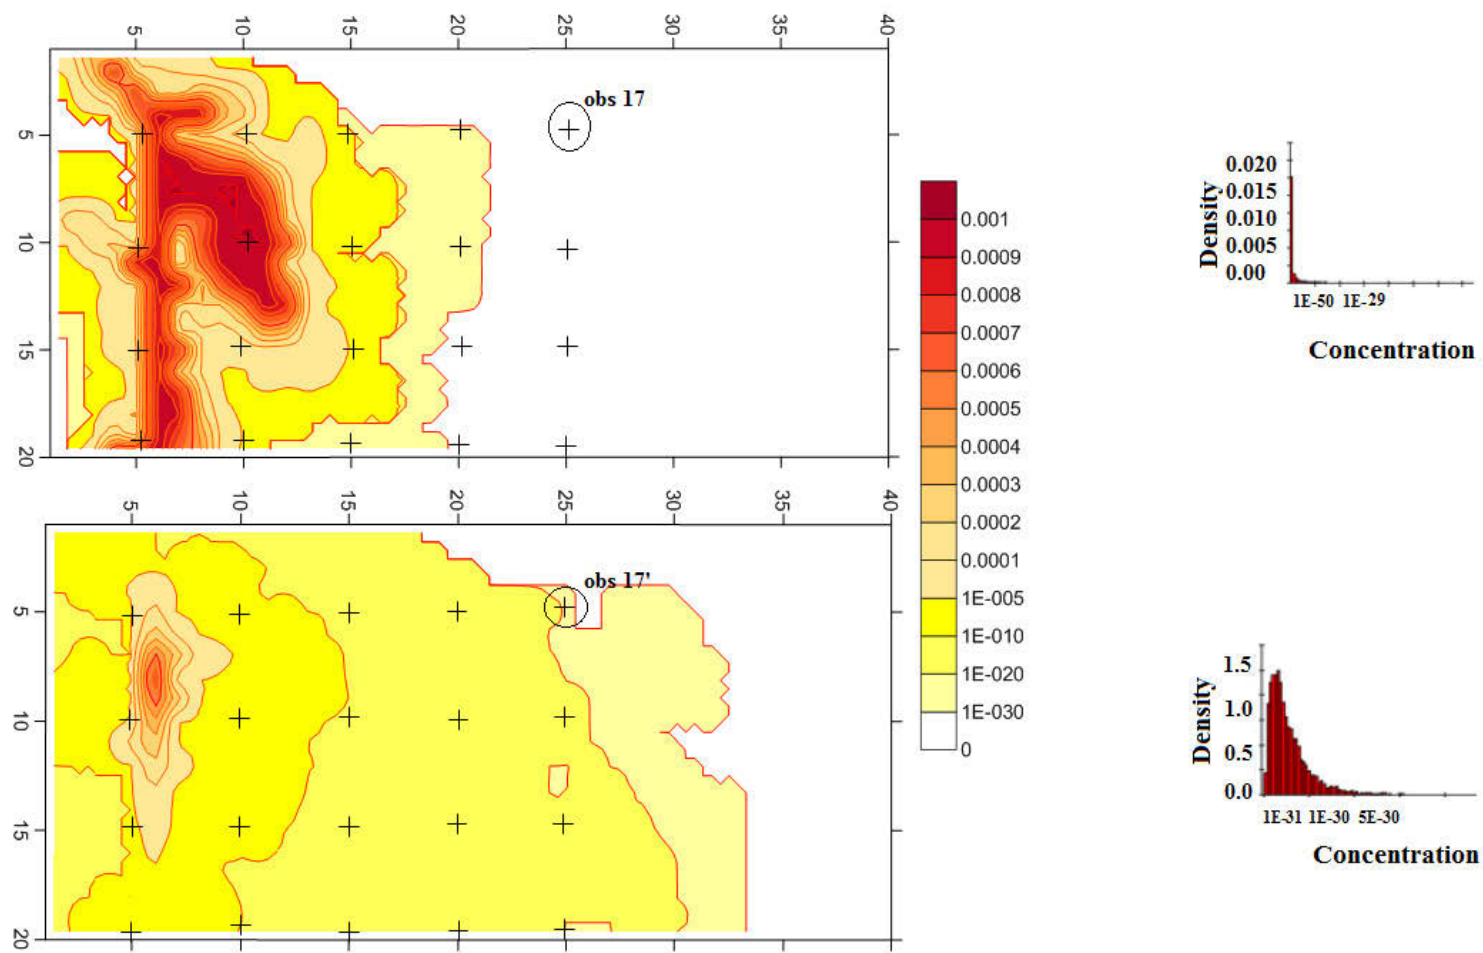 5 10 15 20 25 30 35 40
obs 17
5
10
15
20
5 10 15 20 25 30 35 40
obs 17'
5
10
15
20
0.001
0.0009
0.0008
0.0007
0.0006
0.0005
0.0004
0.0003
0.0002
0.0001
1E-005
1E-010
1E-020
1E-030
0
Density
0.020
0.015
0.010
0.005
0.00
1E-50 1E-29
Concentration
Density
1.5
1.0
0.5
0.0
1E-31 1E-30 5E-30
Concentration